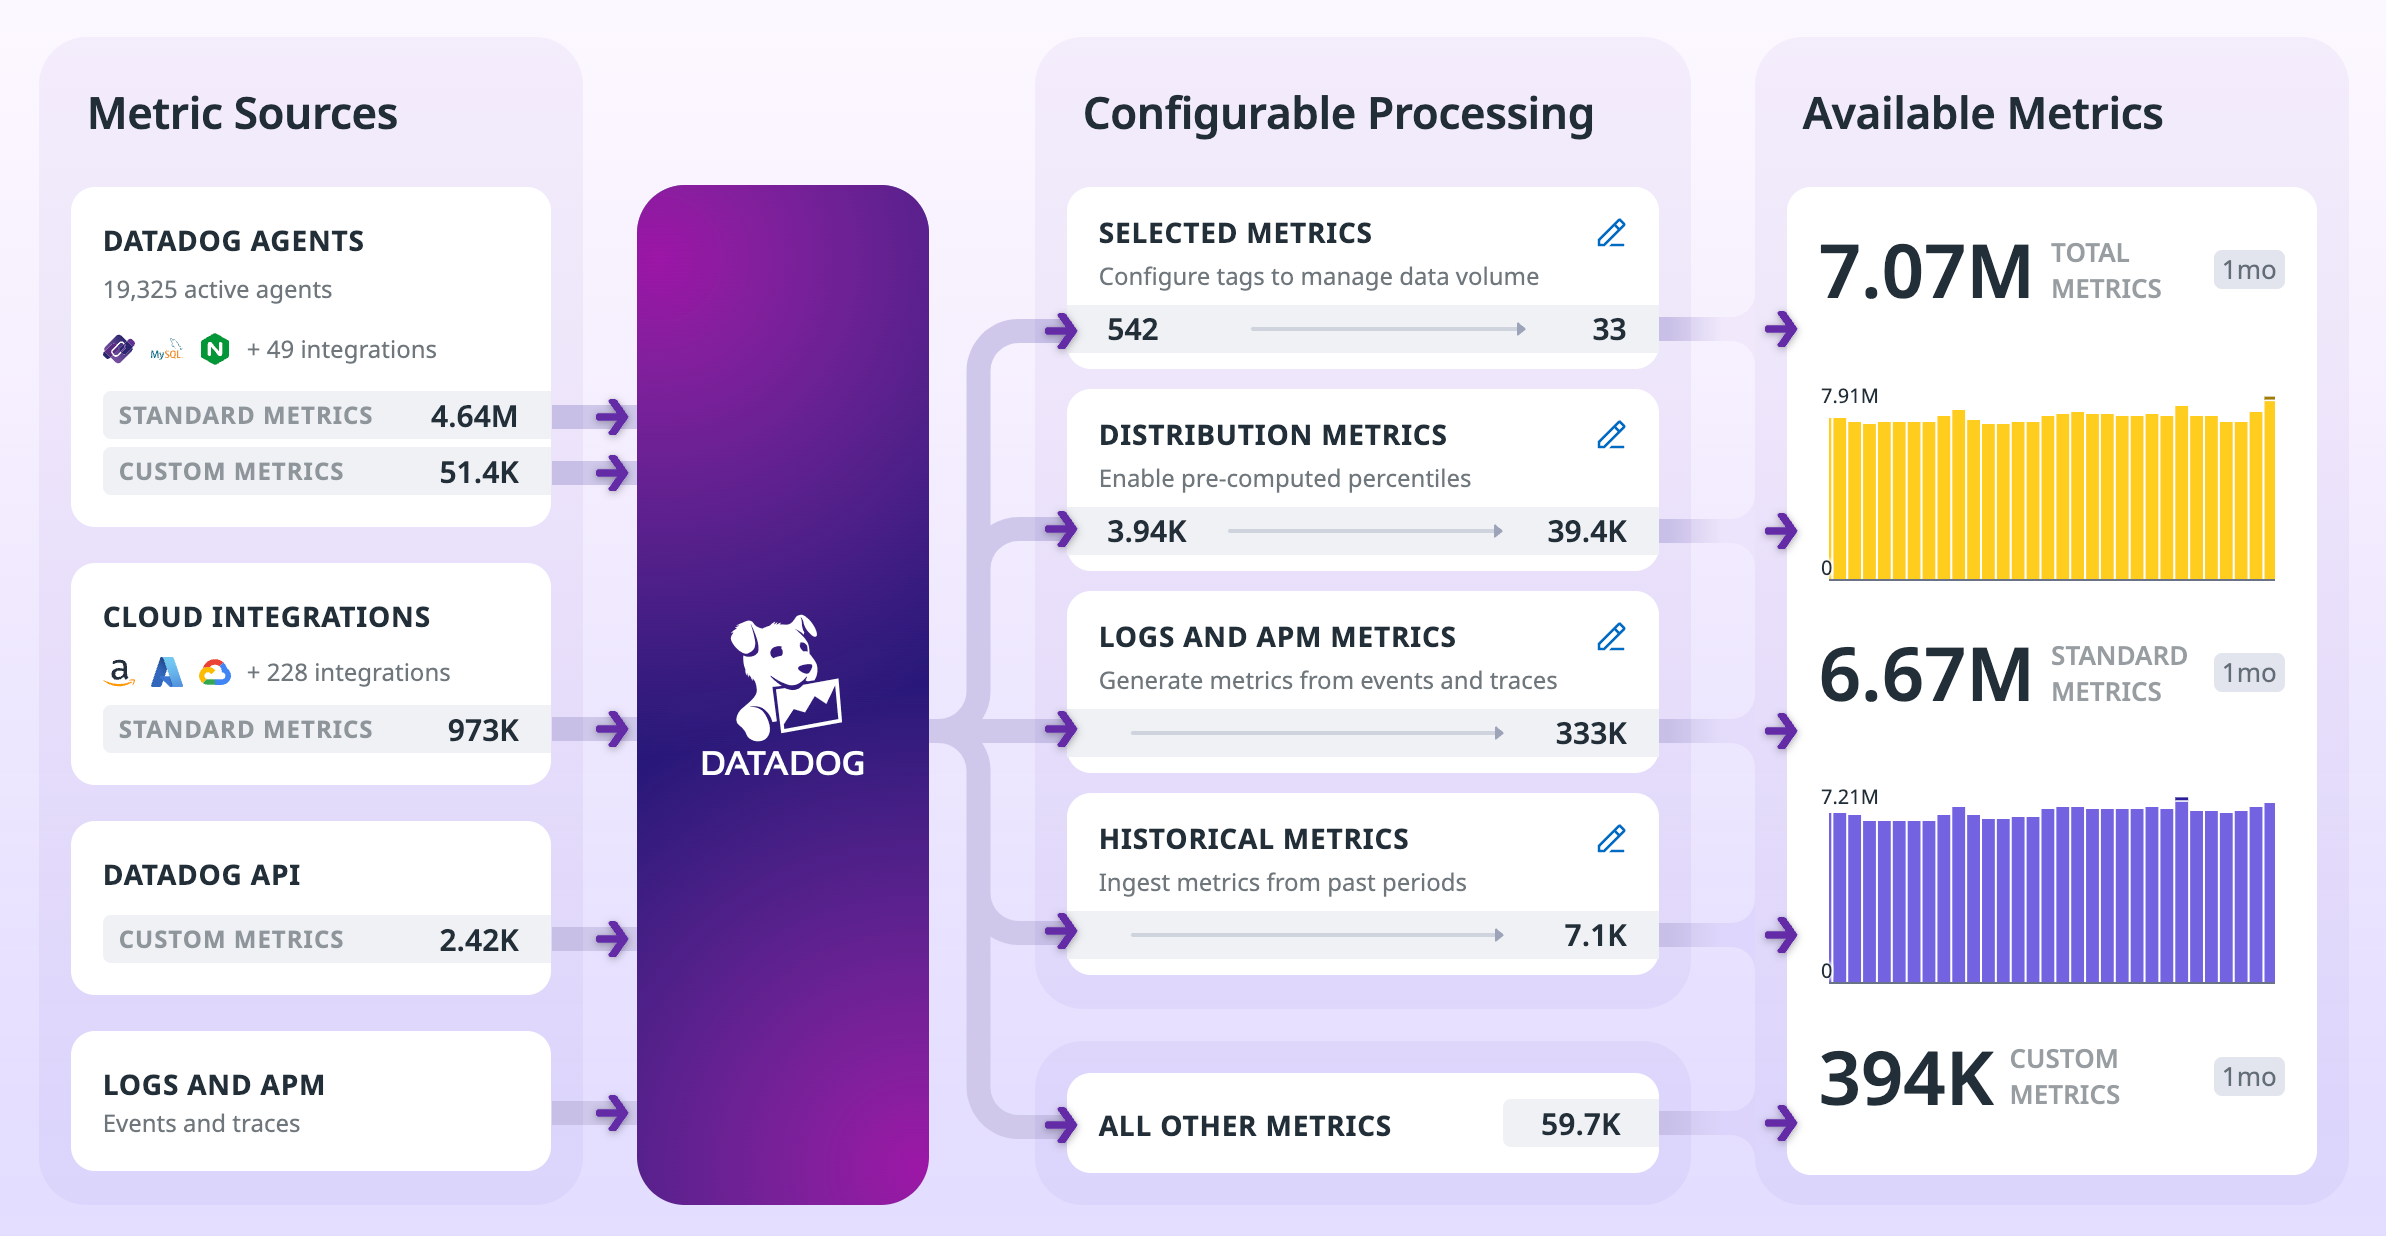 Metric Sources
DATADOG AGENTS
19,325 active agents
MySQL
N
+ 49 integrations
STANDARD METRICS 4.64M
CUSTOM METRICS 51.4K
CLOUD INTEGRATIONS
a
+ 228 integrations
STANDARD METRICS 973K
DATADOG API
CUSTOM METRICS 2.42K
LOGS AND APM
Events and traces
DATADOG
Configurable Processing
SELECTED METRICS
Configure tags to manage data volume
542 33
DISTRIBUTION METRICS
Enable pre-computed percentiles
3.94K 39.4K
LOGS AND APM METRICS
Generate metrics from events and traces
333K
HISTORICAL METRICS
Ingest metrics from past periods
7.1K
ALL OTHER METRICS 59.7K
Available Metrics
7.07M TOTAL METRICS 1mo
7.91M
0
6.67M STANDARD METRICS 1mo
7.21M
0
394K CUSTOM METRICS 1mo